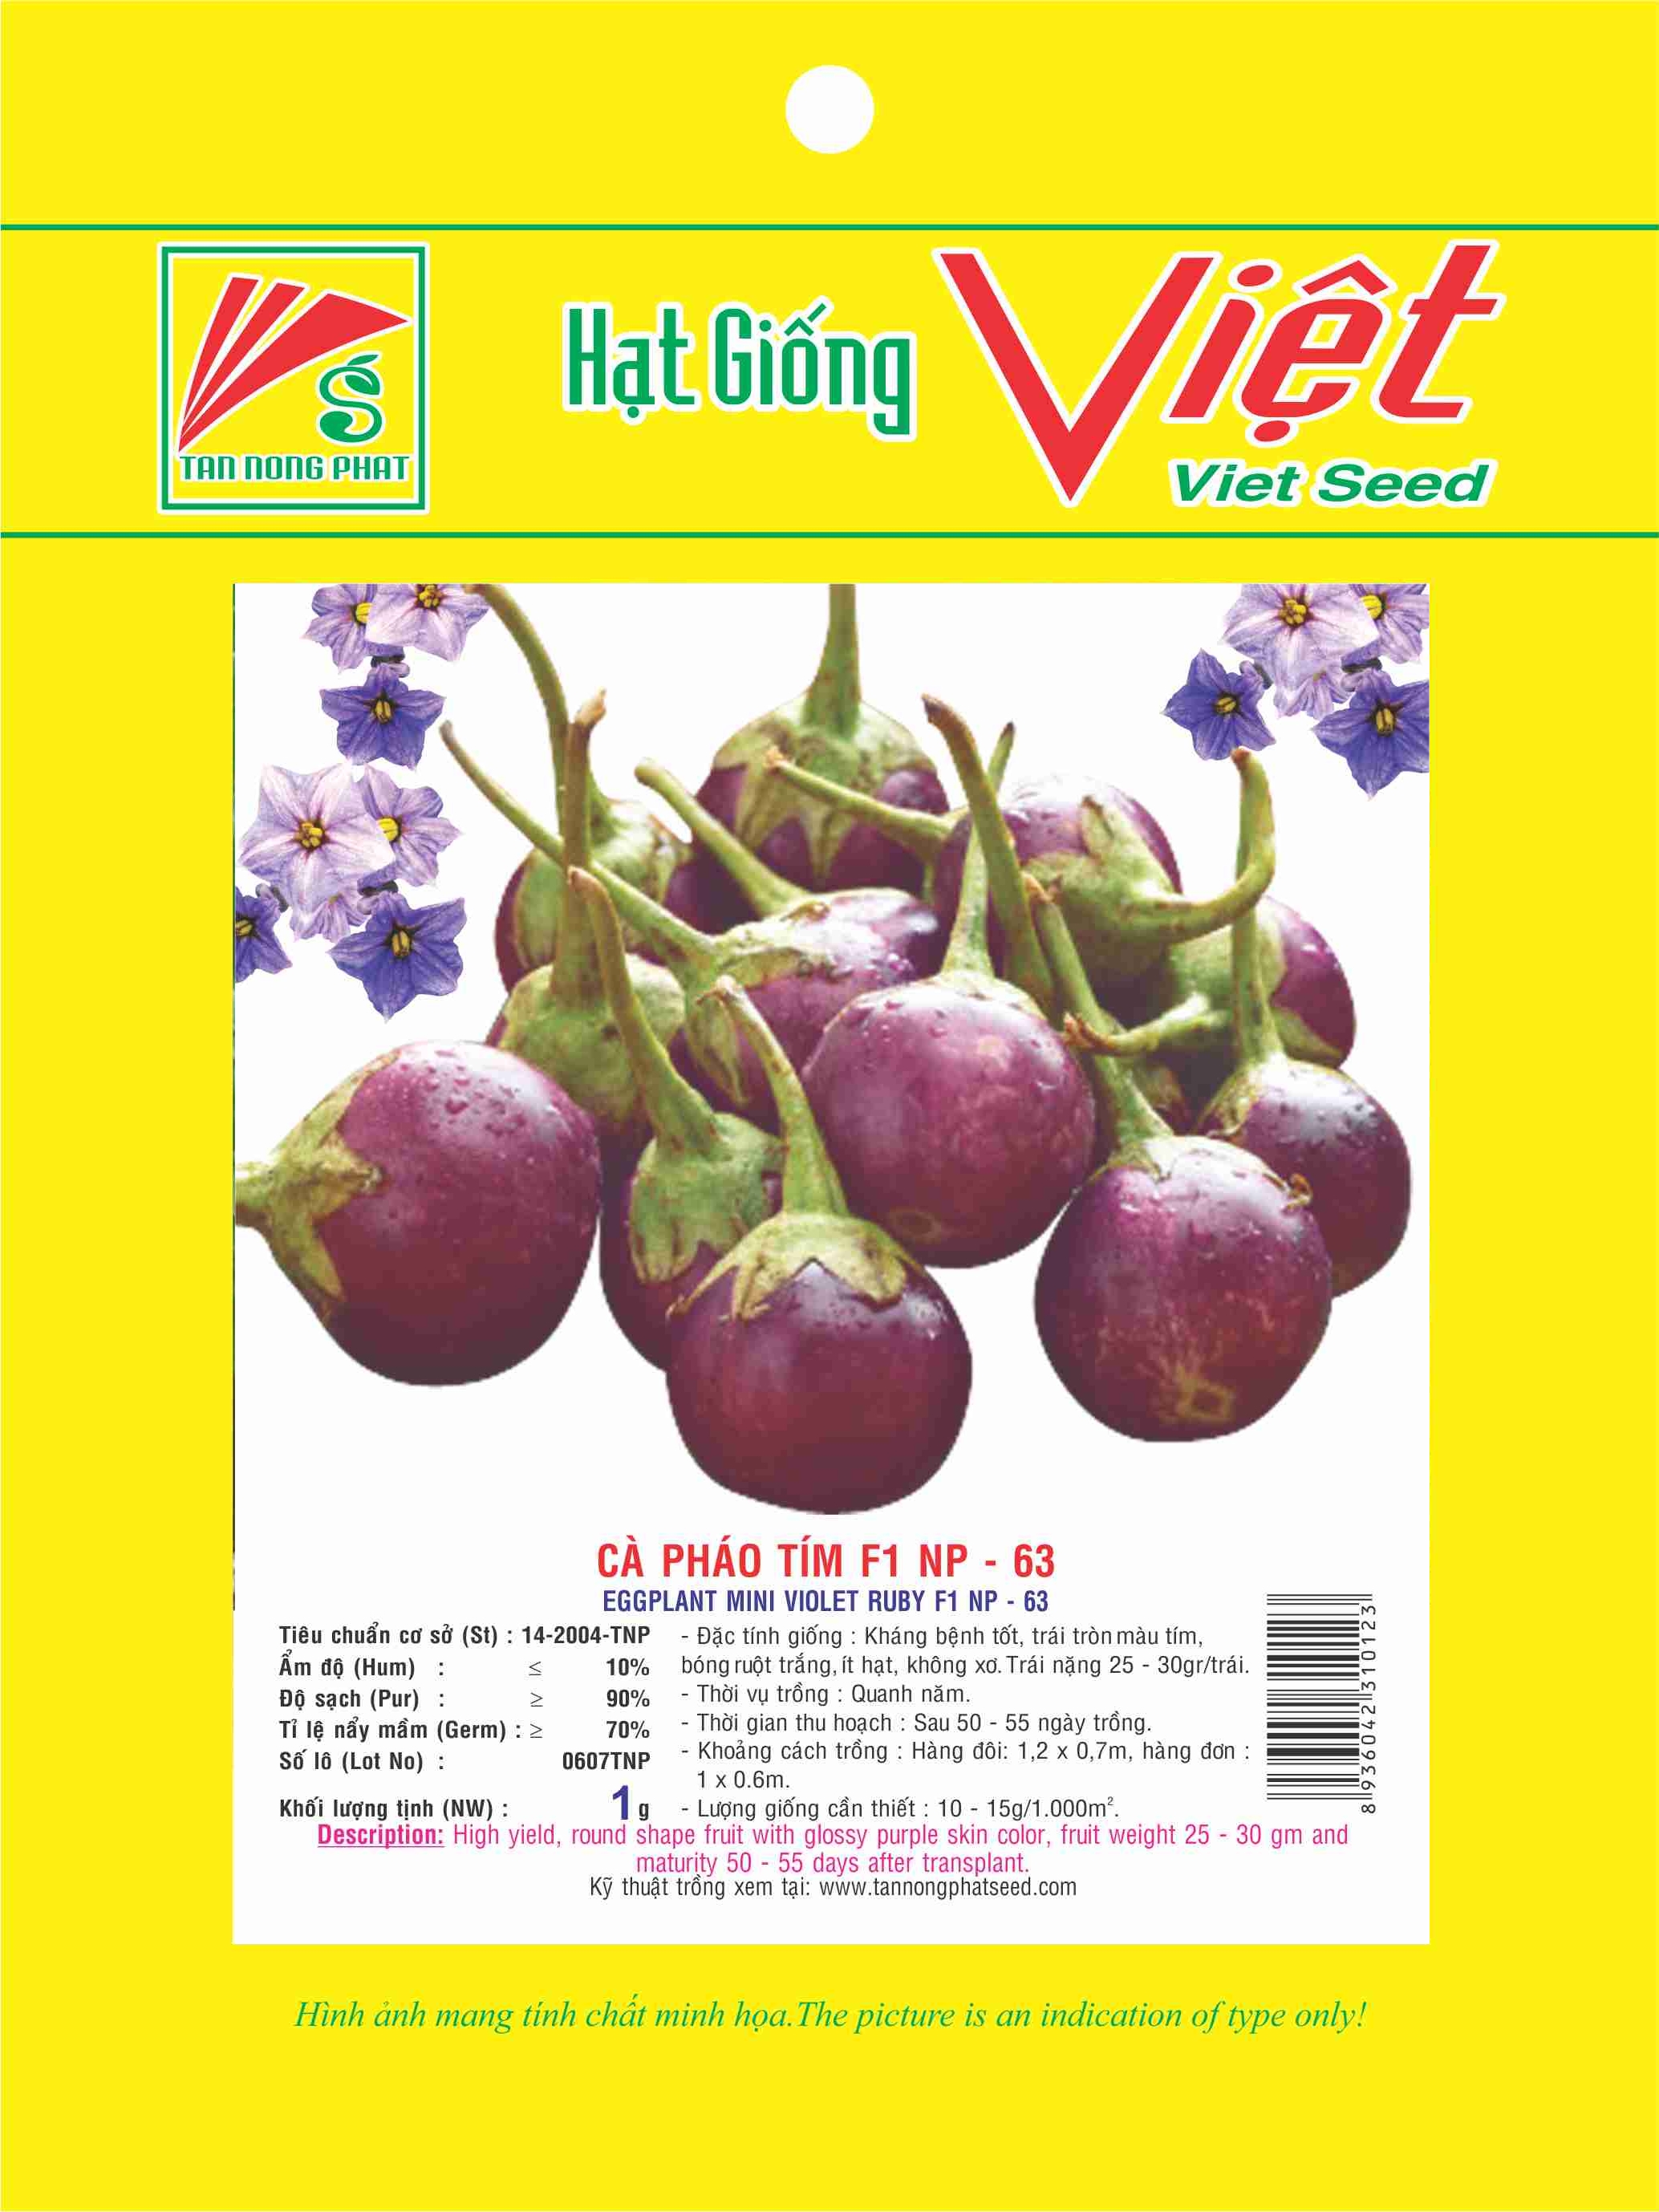 TAN NONG PHAT
Hạt Giống Việt
Viet Seed
CÀ PHÁO TÍM F1 NP - 63
EGGPLANT MINI VIOLET RUBY F1 NP - 63
Tiêu chuẩn cơ sở (St) : 14-2004-TNP
Ẩm độ (Hum) : ≤ 10%
Độ sạch (Pur) : ≥ 90%
Tỉ lệ nẩy mầm (Germ) : ≥ 70%
Số lô (Lot No) : 0607TNP
Khối lượng tịnh (NW) : 1 g
- Đặc tính giống : Kháng bệnh tốt, trái tròn màu tím,
bóng ruột trắng, ít hạt, không xơ. Trái nặng 25 - 30gr/trái.
- Thời vụ trồng : Quanh năm.
- Thời gian thu hoạch : Sau 50 - 55 ngày trồng.
- Khoảng cách trồng : Hàng đôi: 1,2 x 0,7m, hàng đơn :
1 x 0.6m.
- Lượng giống cần thiết : 10 - 15g/1.000m².
8936042310123
Description: High yield, round shape fruit with glossy purple skin color, fruit weight 25 - 30 gm and
maturity 50 - 55 days after transplant.
Kỹ thuật trồng xem tại: www.tannongphatseed.com
Hình ảnh mang tính chất minh họa.The picture is an indication of type only!